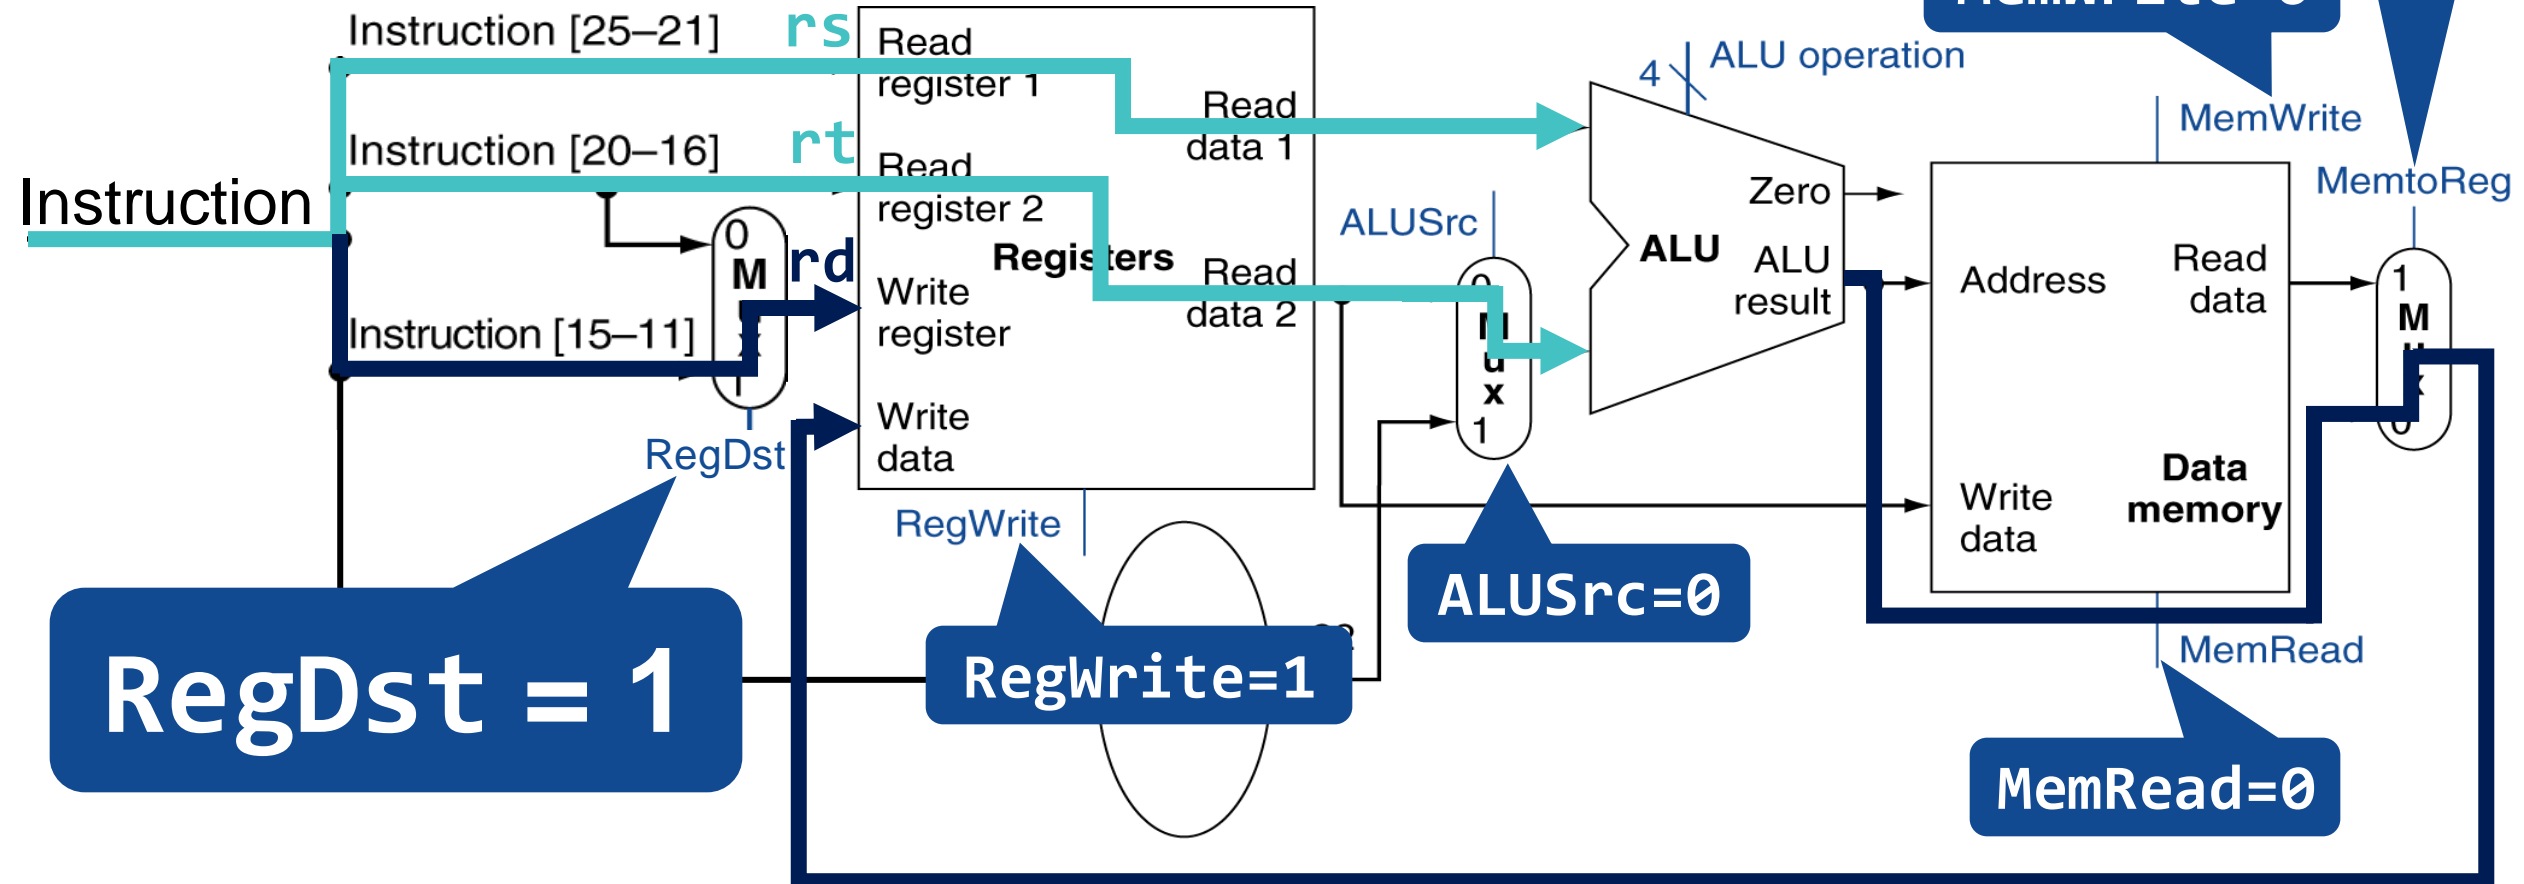 Instruction [25–21]
rs
Read
register 1
Read
data 1
4
ALU operation
MemWrite
MemtoReg
Instruction [20–16]
rt
Read
register 2
Instruction
0
M
rd
Registers
Read
data 2
ALUSrc
M
u
x
1
Zero
ALU
ALU
result
Address
Read
data
1
M
Write
register
Instruction [15–11]
RegDst
Write
data
RegWrite
Write
data
Data
memory
MemRead
ALUSrc=0
RegDst = 1
RegWrite=1
MemRead=0